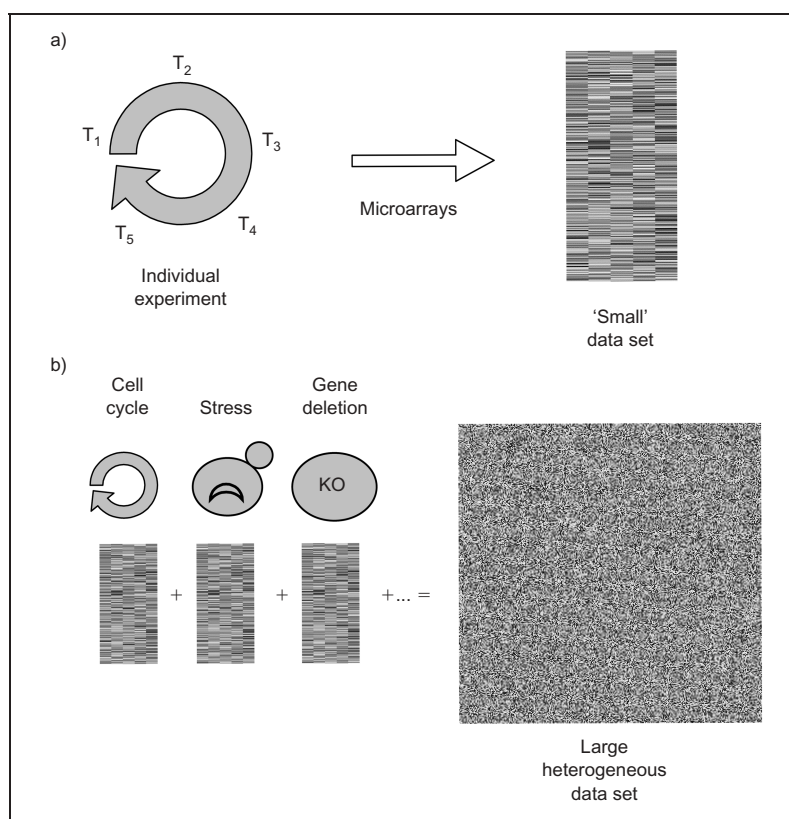 a)
T2
T1
T3
T5
T4
Microarrays
Individual
experiment
‘Small’
data set
b)
Cell
cycle
Stress
Gene
deletion
KO
+ + +... =
Large
heterogeneous
data set